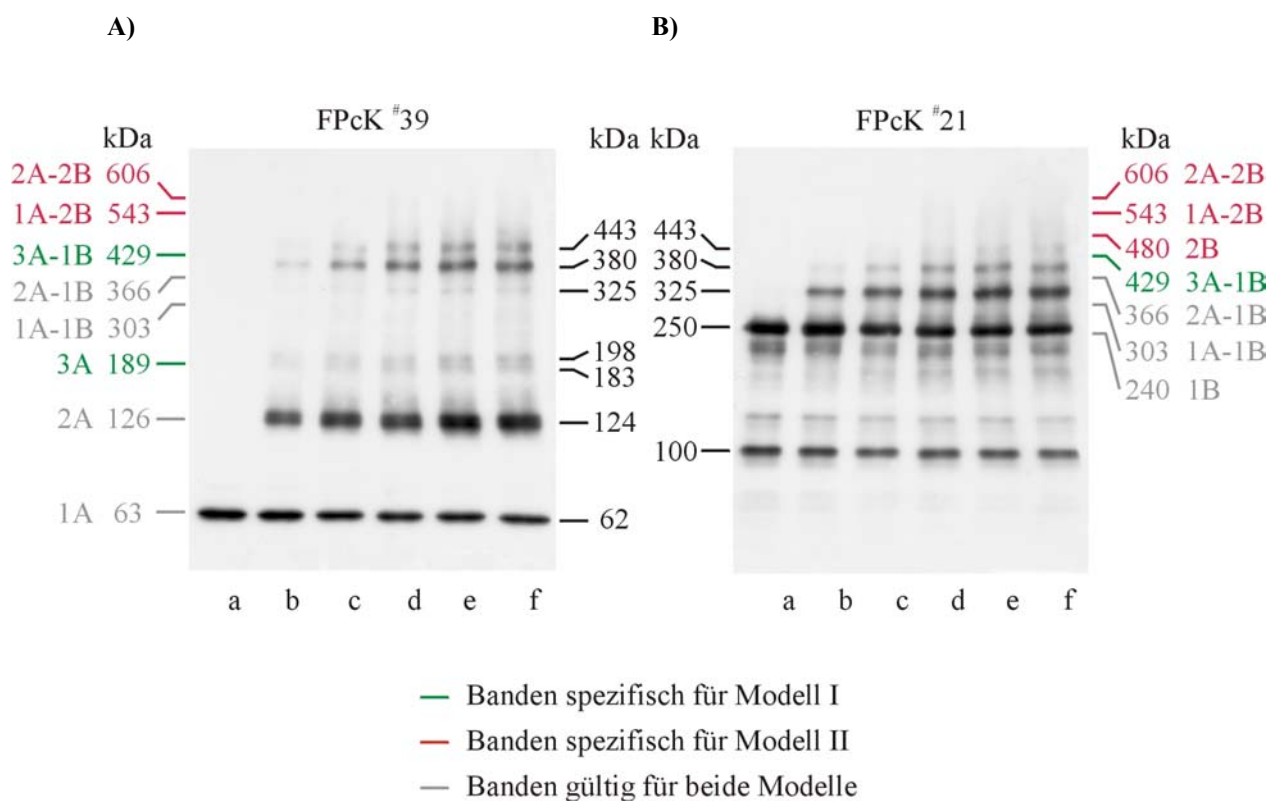 A) B)
FPcK #39 FPcK #21
kDa kDa kDa kDa
2A-2B 606
1A-2B 543
3A-1B 429
2A-1B 366
1A-1B 303
3A 189
2A 126
1A 63
443
380
325
198
183
124
62
443
380
325
250
100
606 2A-2B
543 1A-2B
480 2B
429 3A-1B
366 2A-1B
303 1A-1B
240 1B
a b c d e f
a b c d e f
Banden spezifisch für Modell I
Banden spezifisch für Modell II
Banden gültig für beide Modelle